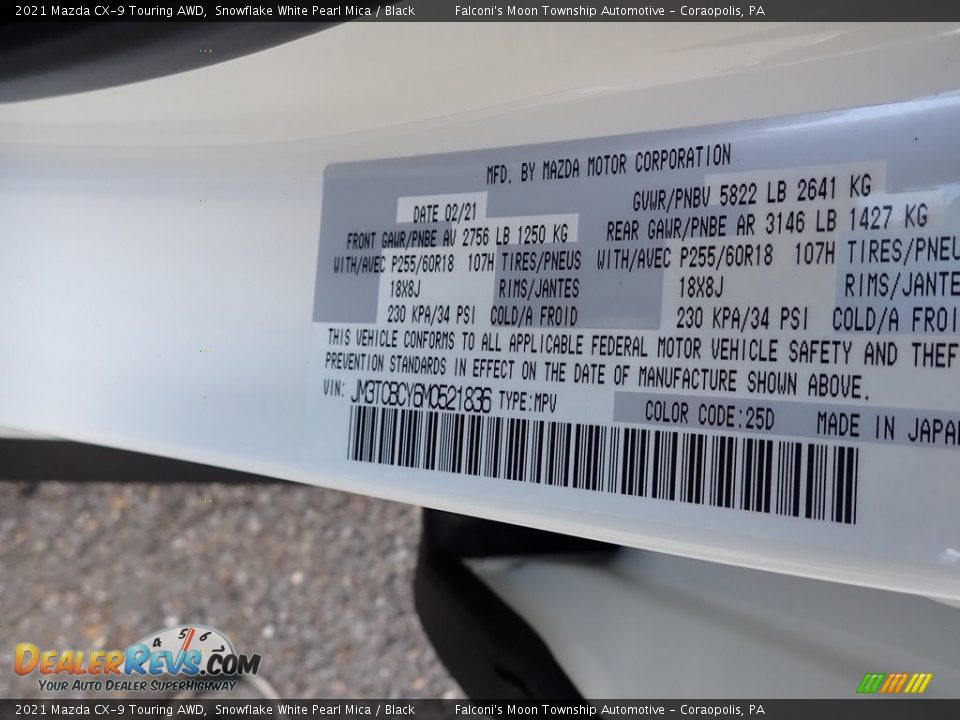 2021 Mazda CX-9 Touring AWD, Snowflake White Pearl Mica / Black Falconi's Moon Township Automotive - Coraopolis, PA
MFD. BY MAZDA MOTOR CORPORATION
DATE 02/21 GVWR/PNBV 5822 LB 2641 KG
FRONT GAWR/PNBE AV 2756 LB 1250 KG REAR GAWR/PNBE AR 3146 LB 1427 KG
WITH/AVEC P255/60R18 107H TIRES/PNEUS WITH/AVEC P255/60R18 107H TIRES/PNEU
18X8J RIMS/JANTES 18X8J RIMS/JANTE
230 KPA/34 PSI COLD/A FROID 230 KPA/34 PSI COLD/A FROI
THIS VEHICLE CONFORMS TO ALL APPLICABLE FEDERAL MOTOR VEHICLE SAFETY AND THEF
PREVENTION STANDARDS IN EFFECT ON THE DATE OF MANUFACTURE SHOWN ABOVE.
VIN: JM3TCBCY6M0521836 TYPE:MPV
COLOR CODE:25D MADE IN JAPA
4 5 6
DealerRevs.com
Your Auto Dealer SuperHighway
2021 Mazda CX-9 Touring AWD, Snowflake White Pearl Mica / Black Falconi's Moon Township Automotive - Coraopolis, PA